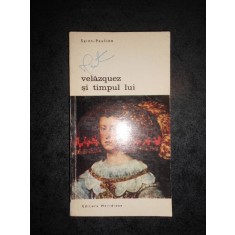 Saint-Paulien
velázquez
și timpul lui
Editura Meridiane